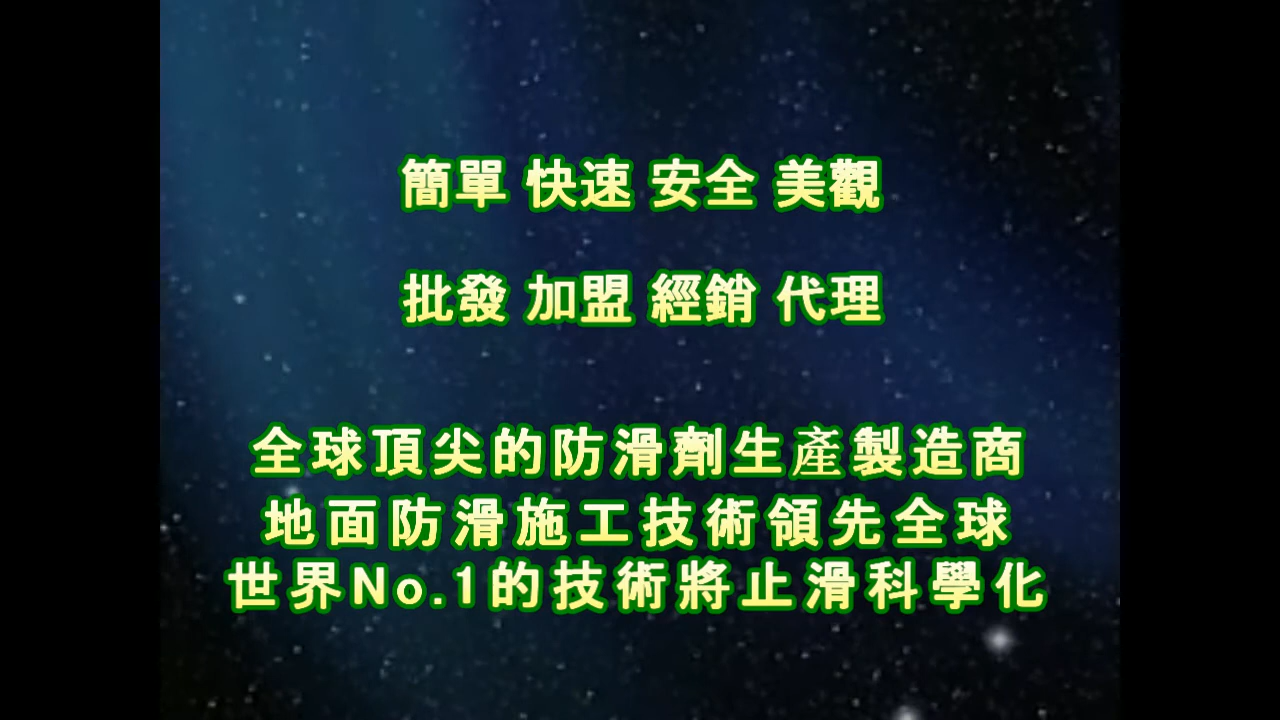 簡單 快速 安全 美觀
批發 加盟 經銷 代理
全球頂尖的防滑劑生產製造商
地面防滑施工技術領先全球
世界No.1的技術將止滑科學化